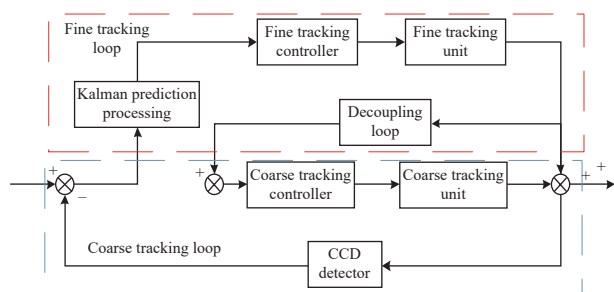 Fine tracking
loop
Fine tracking
controller
Fine tracking
unit
Kalman prediction
processing
Decoupling
loop
+
−
+
Coarse tracking
controller
Coarse tracking
unit
+
+
Coarse tracking loop
CCD
detector